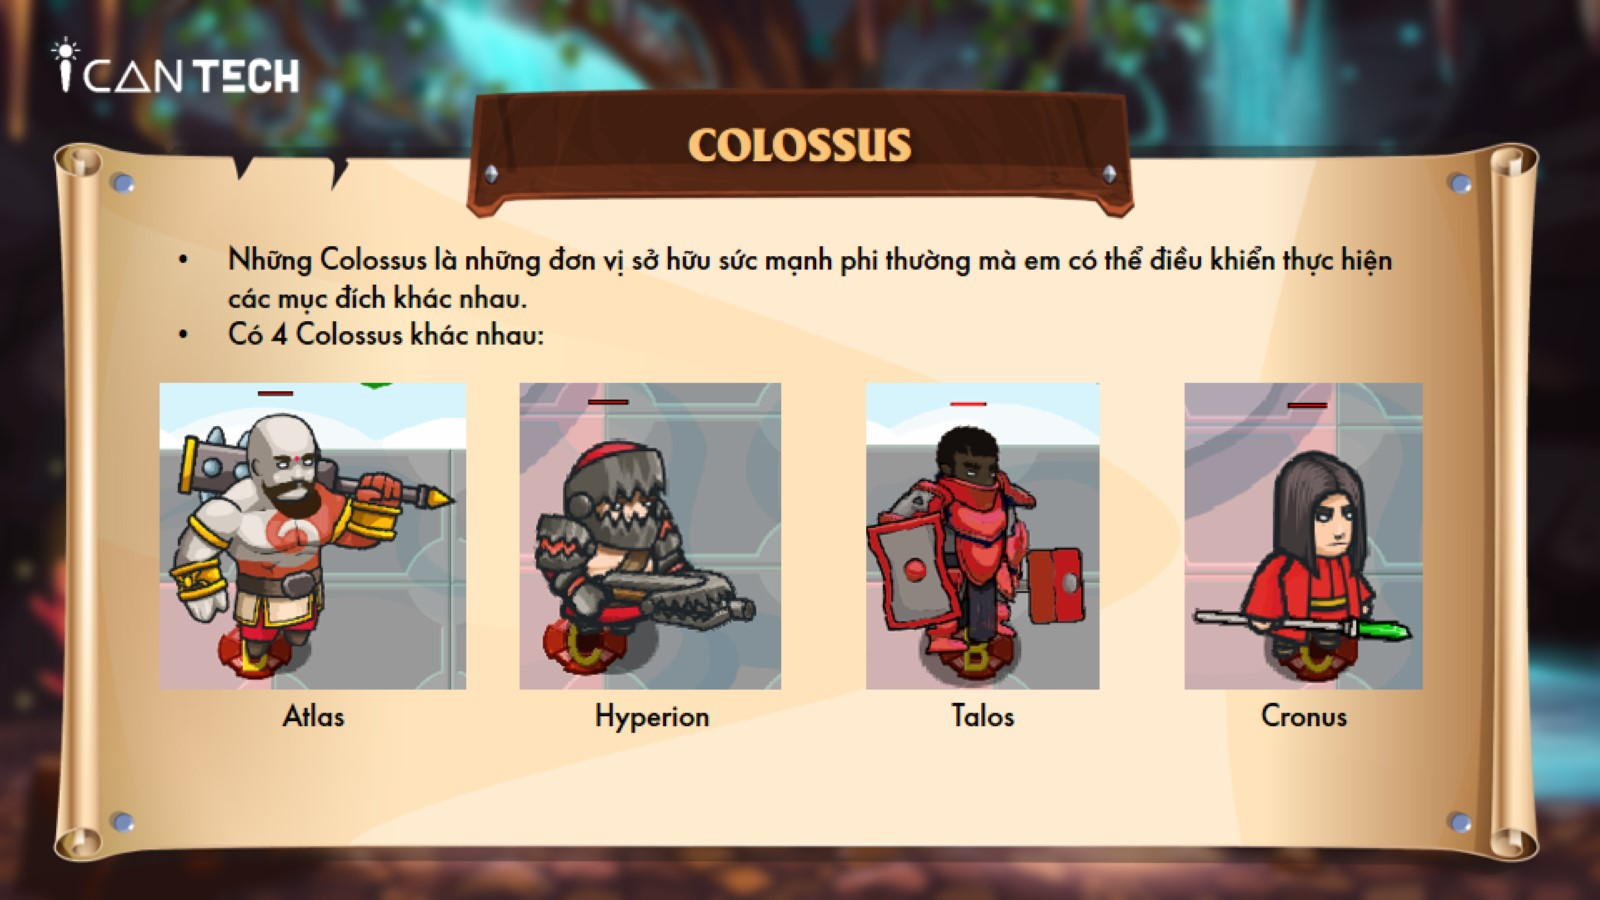 iCANTECH
COLOSSUS
• Những Colossus là những đơn vị sở hữu sức mạnh phi thường mà em có thể điều khiển thực hiện
các mục đích khác nhau.
• Có 4 Colossus khác nhau:
Atlas
Hyperion
Talos
Cronus